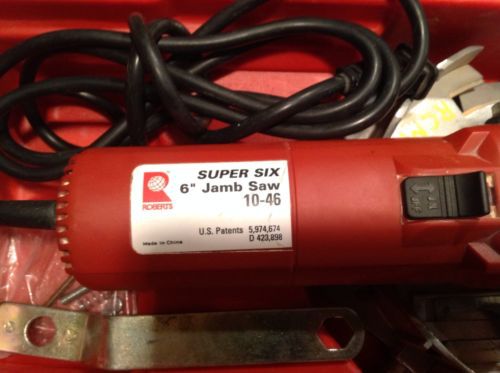 SUPER SIX
6" Jamb Saw
10-46
ROBERTS
U.S. Patents 5,974,674
D 423,898
Made in China